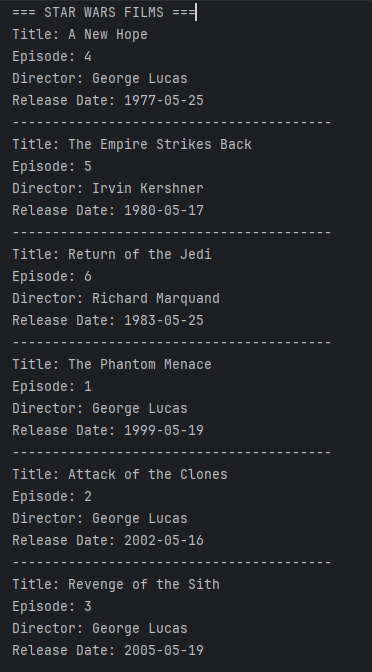 === STAR WARS FILMS ===
Title: A New Hope
Episode: 4
Director: George Lucas
Release Date: 1977-05-25
----------------------------------------
Title: The Empire Strikes Back
Episode: 5
Director: Irvin Kershner
Release Date: 1980-05-17
----------------------------------------
Title: Return of the Jedi
Episode: 6
Director: Richard Marquand
Release Date: 1983-05-25
----------------------------------------
Title: The Phantom Menace
Episode: 1
Director: George Lucas
Release Date: 1999-05-19
----------------------------------------
Title: Attack of the Clones
Episode: 2
Director: George Lucas
Release Date: 2002-05-16
----------------------------------------
Title: Revenge of the Sith
Episode: 3
Director: George Lucas
Release Date: 2005-05-19